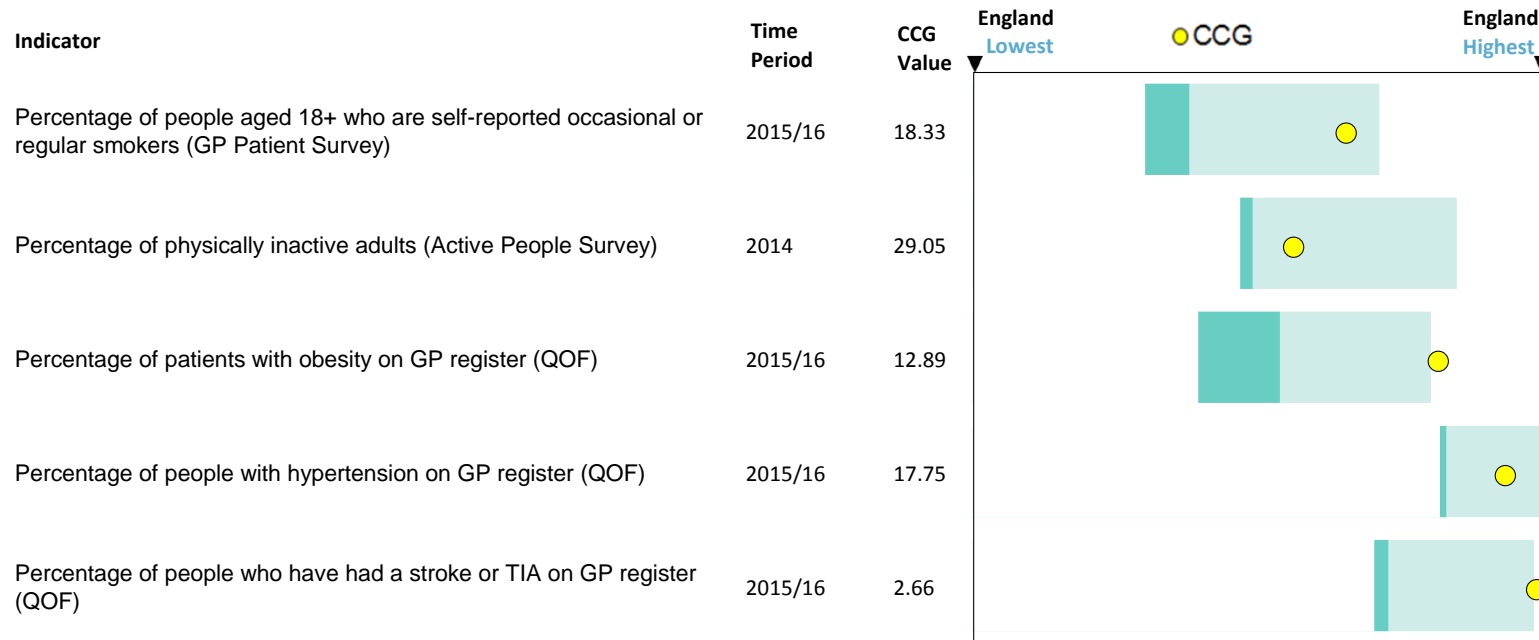 Indicator
Time
Period
CCG
Value
England
Lowest
CCG
England
Highest
Percentage of people aged 18+ who are self-reported occasional or
regular smokers (GP Patient Survey)
2015/16
18.33
Percentage of physically inactive adults (Active People Survey)
2014
29.05
Percentage of patients with obesity on GP register (QOF)
2015/16
12.89
Percentage of people with hypertension on GP register (QOF)
2015/16
17.75
Percentage of people who have had a stroke or TIA on GP register
(QOF)
2015/16
2.66